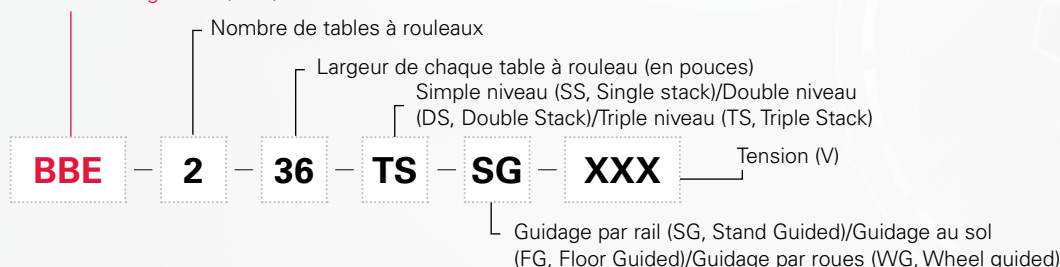 Nombre de tables à rouleaux
Largeur de chaque table à rouleau (en pouces)
Simple niveau (SS, Single stack)/Double niveau
(DS, Double Stack)/Triple niveau (TS, Triple Stack)
BBE – 2 – 36 – TS – SG – XXX
Tension (V)
Guidage par rail (SG, Stand Guided)/Guidage au sol
(FG, Floor Guided)/Guidage par roues (WG, Wheel guided)